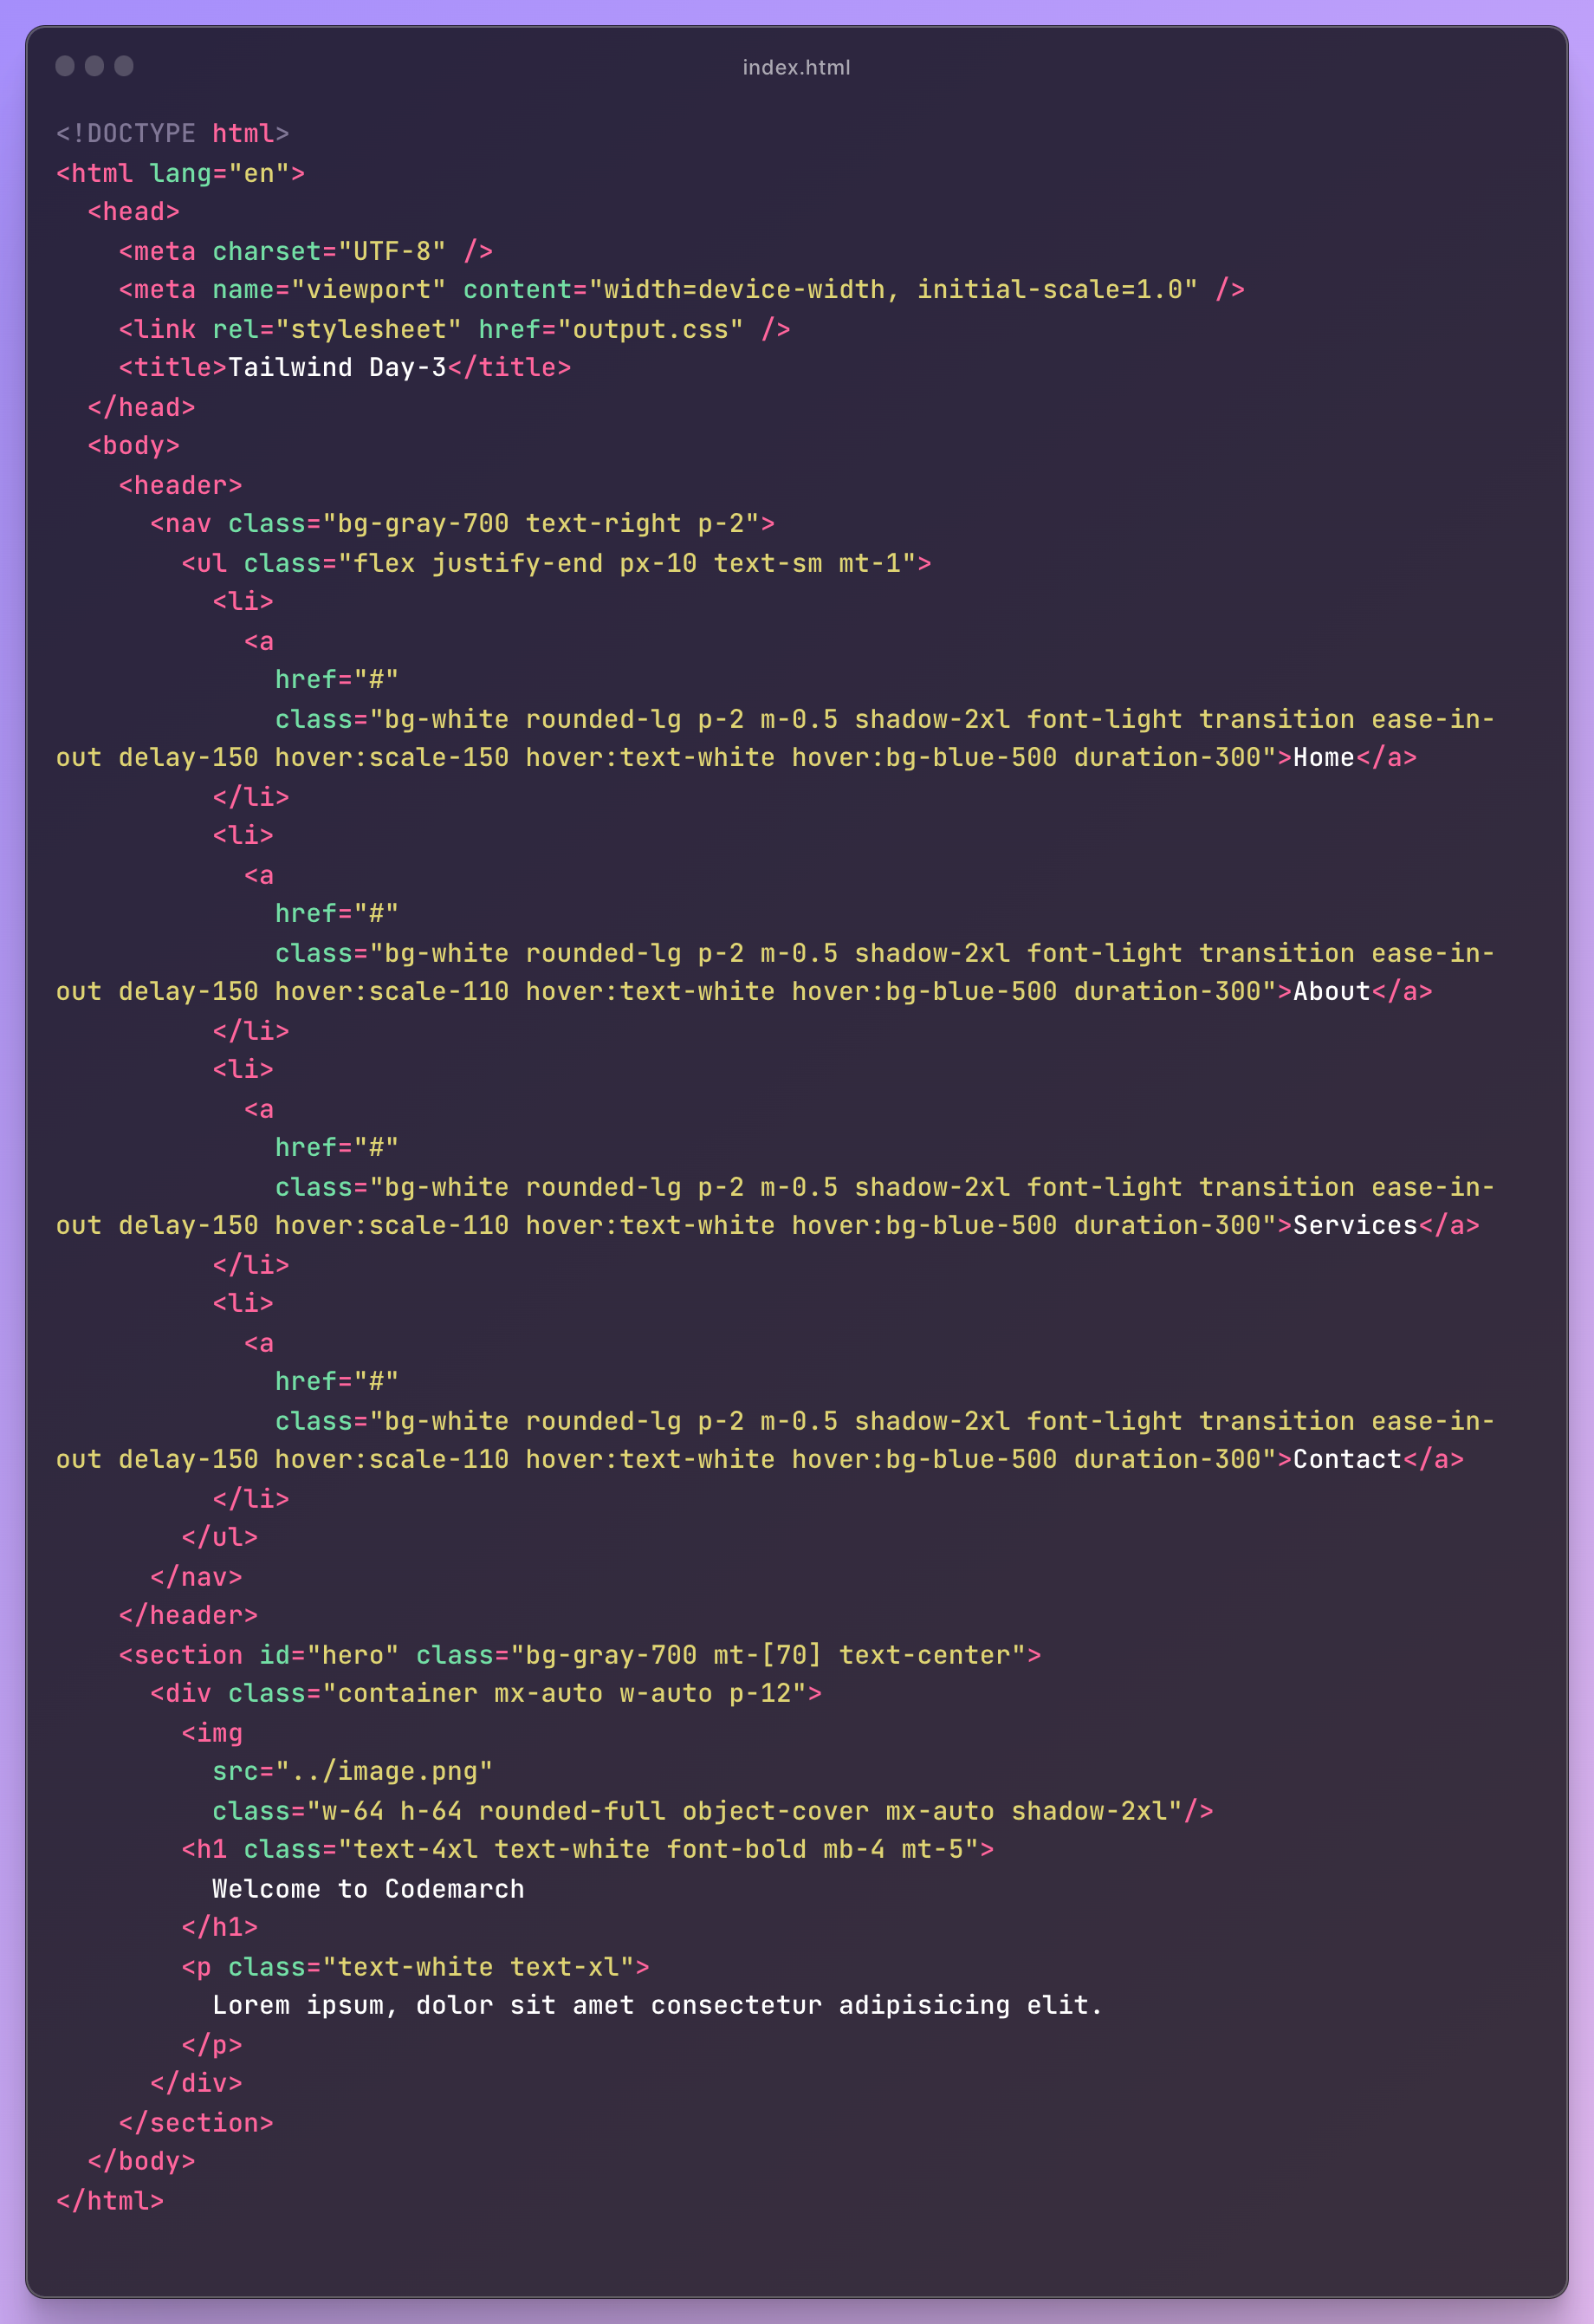 index.html
<!DOCTYPE html>
<html lang="en">
  <head>
    <meta charset="UTF-8" />
    <meta name="viewport" content="width=device-width, initial-scale=1.0" />
    <link rel="stylesheet" href="output.css" />
    <title>Tailwind Day-3</title>
  </head>
  <body>
    <header>
      <nav class="bg-gray-700 text-right p-2">
        <ul class="flex justify-end px-10 text-sm mt-1">
          <li>
            <a
              href="#"
              class="bg-white rounded-lg p-2 m-0.5 shadow-2xl font-light transition ease-in-
out delay-150 hover:scale-150 hover:text-white hover:bg-blue-500 duration-300">Home</a>
          </li>
          <li>
            <a
              href="#"
              class="bg-white rounded-lg p-2 m-0.5 shadow-2xl font-light transition ease-in-
out delay-150 hover:scale-110 hover:text-white hover:bg-blue-500 duration-300">About</a>
          </li>
          <li>
            <a
              href="#"
              class="bg-white rounded-lg p-2 m-0.5 shadow-2xl font-light transition ease-in-
out delay-150 hover:scale-110 hover:text-white hover:bg-blue-500 duration-300">Services</a>
          </li>
          <li>
            <a
              href="#"
              class="bg-white rounded-lg p-2 m-0.5 shadow-2xl font-light transition ease-in-
out delay-150 hover:scale-110 hover:text-white hover:bg-blue-500 duration-300">Contact</a>
          </li>
        </ul>
      </nav>
    </header>
    <section id="hero" class="bg-gray-700 mt-[70] text-center">
      <div class="container mx-auto w-auto p-12">
        <img
          src="../image.png"
          class="w-64 h-64 rounded-full object-cover mx-auto shadow-2xl"/>
        <h1 class="text-4xl text-white font-bold mb-4 mt-5">
          Welcome to Codemarch
        </h1>
        <p class="text-white text-xl">
          Lorem ipsum, dolor sit amet consectetur adipisicing elit.
        </p>
      </div>
    </section>
  </body>
</html>